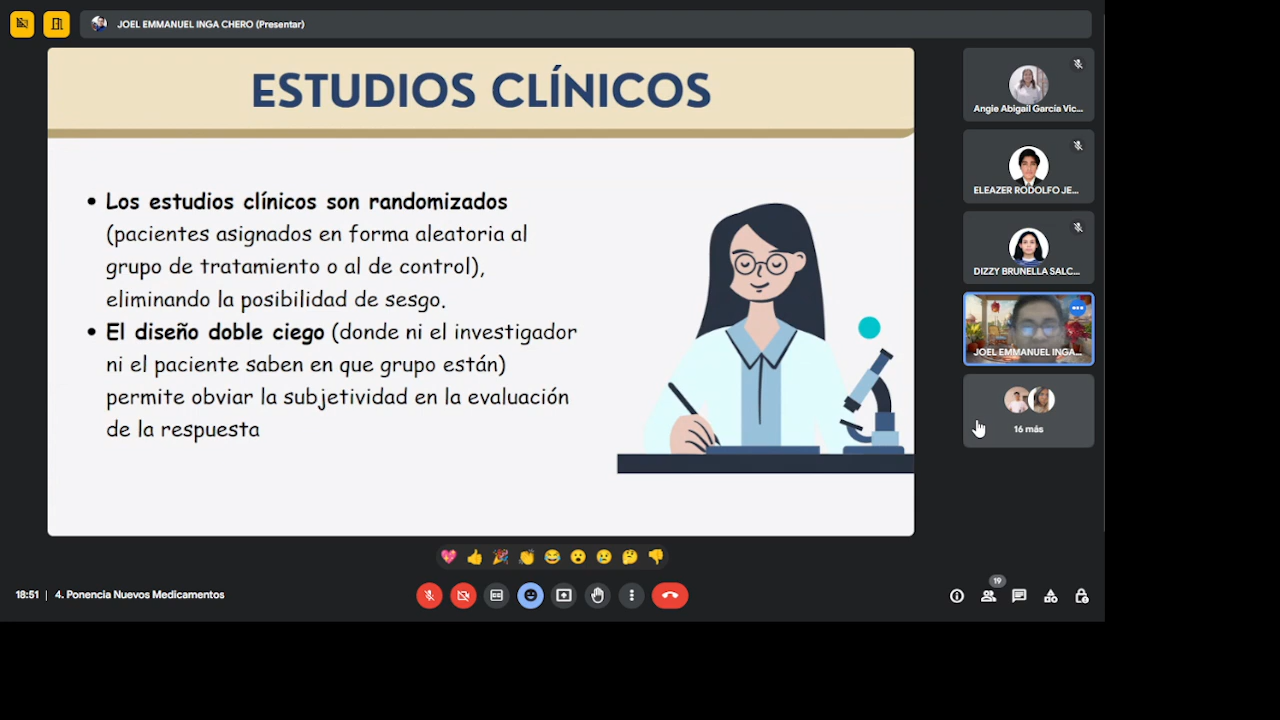 JOEL EMMANUEL INGA CHERO (Presentar)
ESTUDIOS CLÍNICOS
• Los estudios clínicos son randomizados
(pacientes asignados en forma aleatoria al
grupo de tratamiento o al de control),
eliminando la posibilidad de sesgo.
• El diseño doble ciego (donde ni el investigador
ni el paciente saben en que grupo están)
permite obviar la subjetividad en la evaluación
de la respuesta
Angie Abigail García Vic...
ELEAZER RODOLFO JE...
DIZZY BRUNELLA SALC...
JOEL EMMANUEL INGA...
16 más
18:51 | 4. Ponencia Nuevos Medicamentos
19